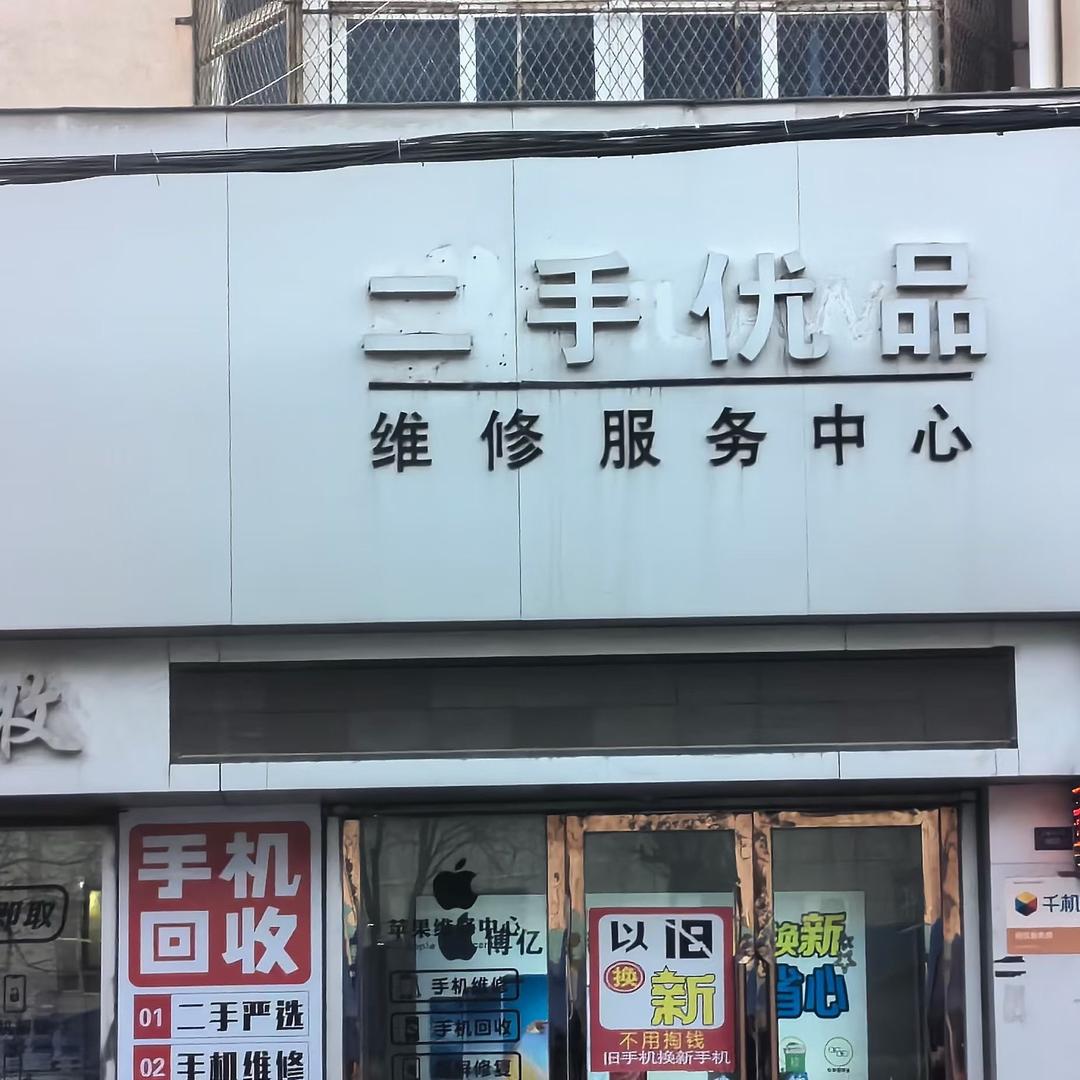 二手优品
维修服务中心
收
即取
手机
回收
01 二手严选
02 手机维修
苹果维修中心
博亿
手机维修
手机回收
以旧
换
新
不用掏钱
旧手机换新手机
换新
省心
千机